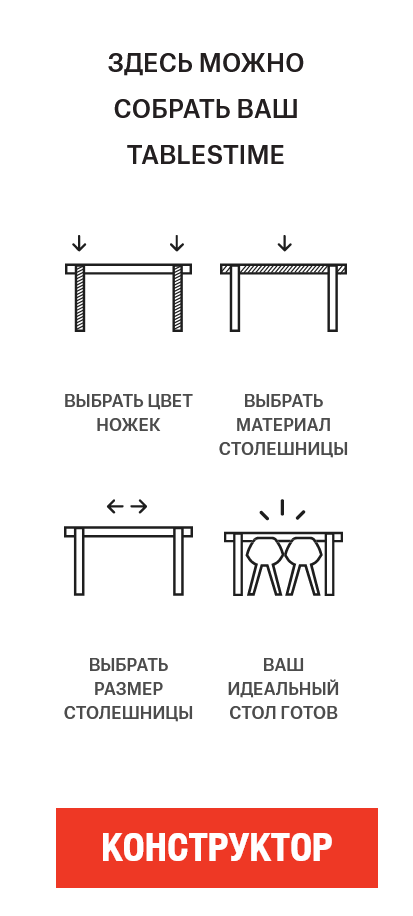 ЗДЕСЬ МОЖНО
СОБРАТЬ ВАШ
TABLESTIME
ВЫБРАТЬ ЦВЕТ
НОЖЕК
ВЫБРАТЬ
МАТЕРИАЛ
СТОЛЕШНИЦЫ
ВЫБРАТЬ
РАЗМЕР
СТОЛЕШНИЦЫ
ВАШ
ИДЕАЛЬНЫЙ
СТОЛ ГОТОВ
КОНСТРУКТОР